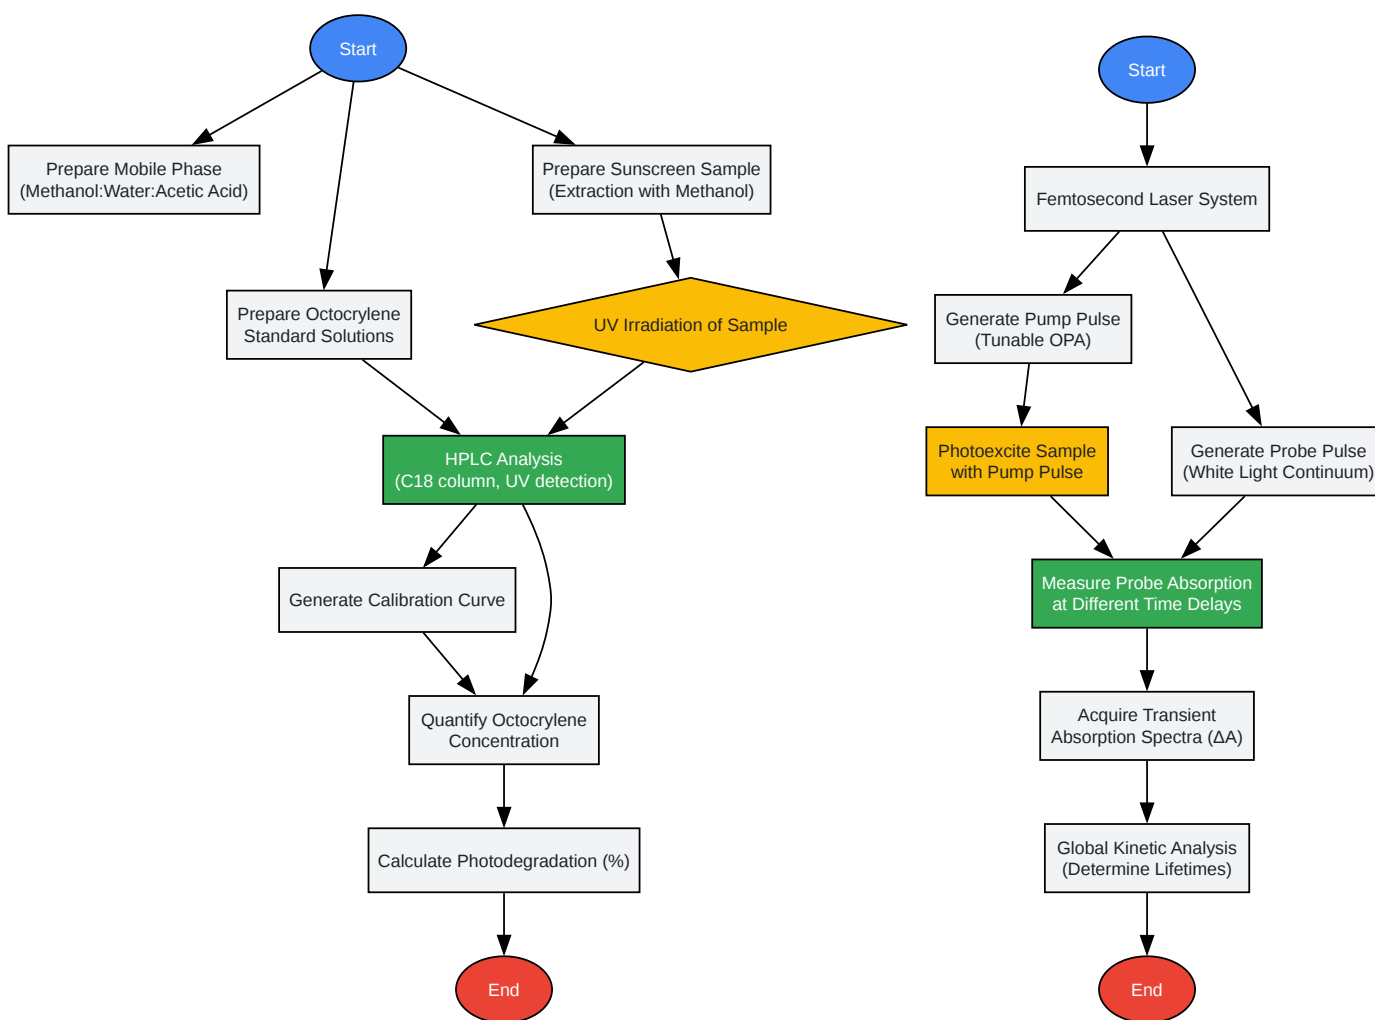 Start
Prepare Mobile Phase
(Methanol:Water:Acetic Acid)
Prepare Sunscreen Sample
(Extraction with Methanol)
Prepare Octocrylene
Standard Solutions
UV Irradiation of Sample
HPLC Analysis
(C18 column, UV detection)
Generate Calibration Curve
Quantify Octocrylene
Concentration
Calculate Photodegradation (%)
End
Start
Femtosecond Laser System
Generate Pump Pulse
(Tunable OPA)
Photoexcite Sample
with Pump Pulse
Generate Probe Pulse
(White Light Continuum)
Measure Probe Absorption
at Different Time Delays
Acquire Transient
Absorption Spectra (ΔA)
Global Kinetic Analysis
(Determine Lifetimes)
End